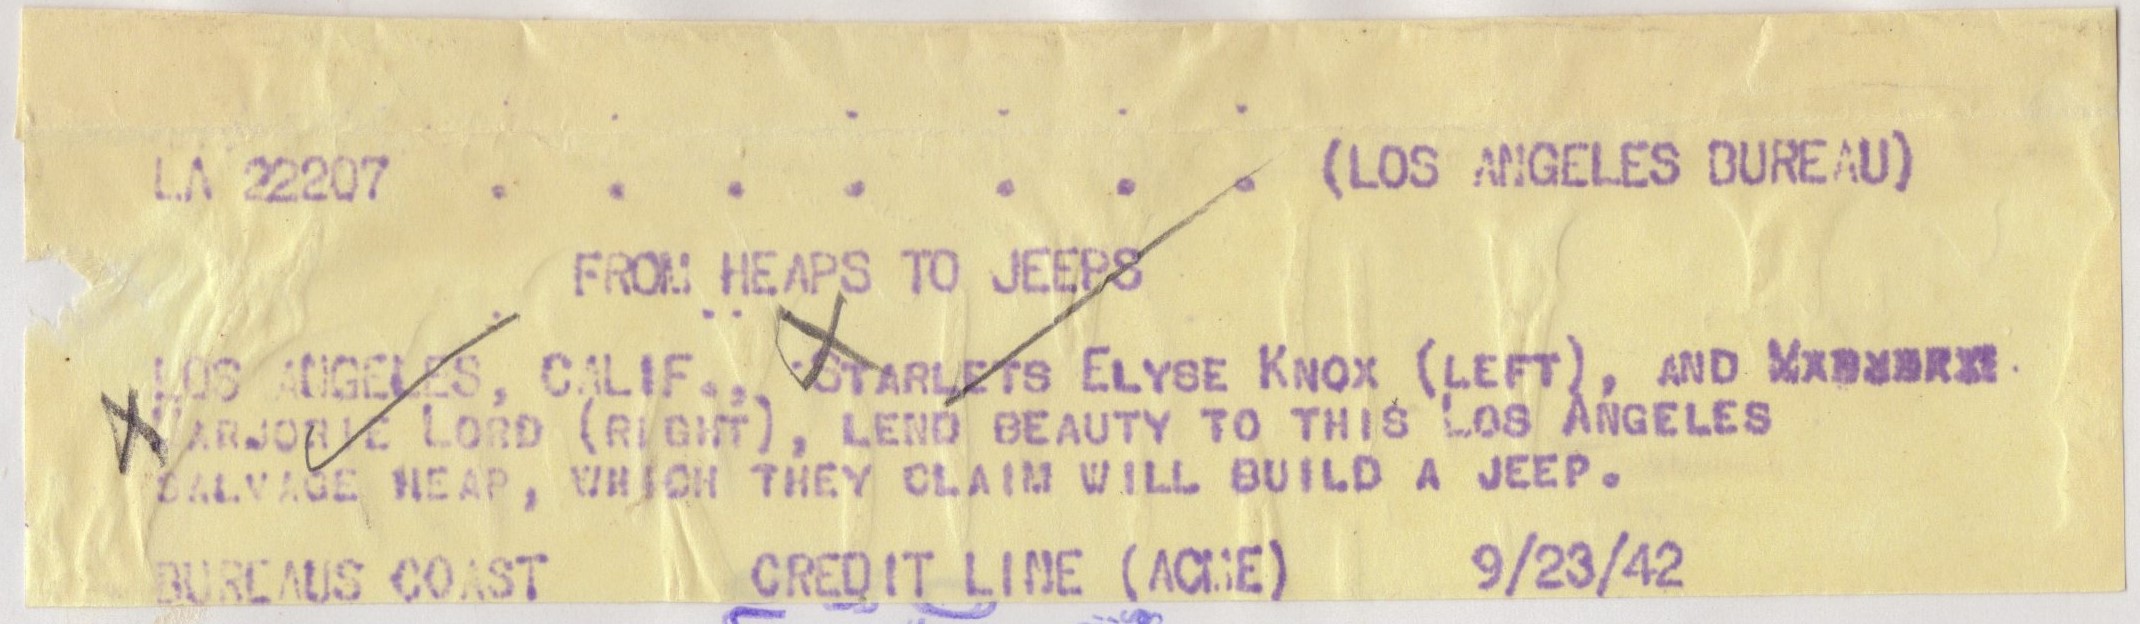 LA 22207 . . . . . . . (LOS ANGELES BUREAU)
FROM HEAPS TO JEEPS
LOS ANGELES, CALIF., STARLETS ELYSE KNOX (LEFT), AND
MARJORIE LORD (RIGHT), LEND BEAUTY TO THIS LOS ANGELES
SALVAGE HEAP, WHICH THEY CLAIM WILL BUILD A JEEP.
BUREAUS COAST CREDIT LINE (ACME) 9/23/42